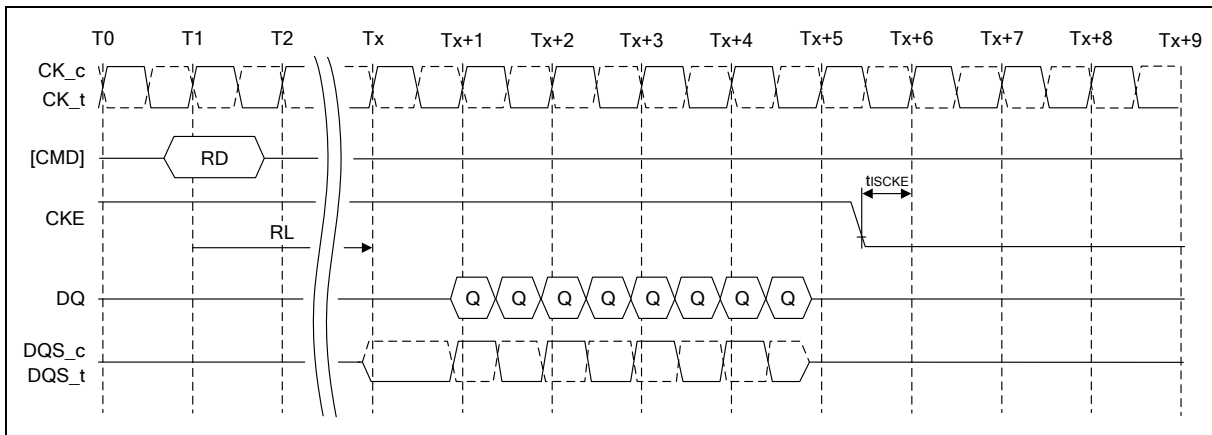 T0 T1 T2 Tx Tx+1 Tx+2 Tx+3 Tx+4 Tx+5 Tx+6 Tx+7 Tx+8 Tx+9
CK_c
CK_t
[CMD] RD
tISCKE
CKE
RL
DQ Q Q Q Q Q Q Q Q
DQS_c
DQS_t